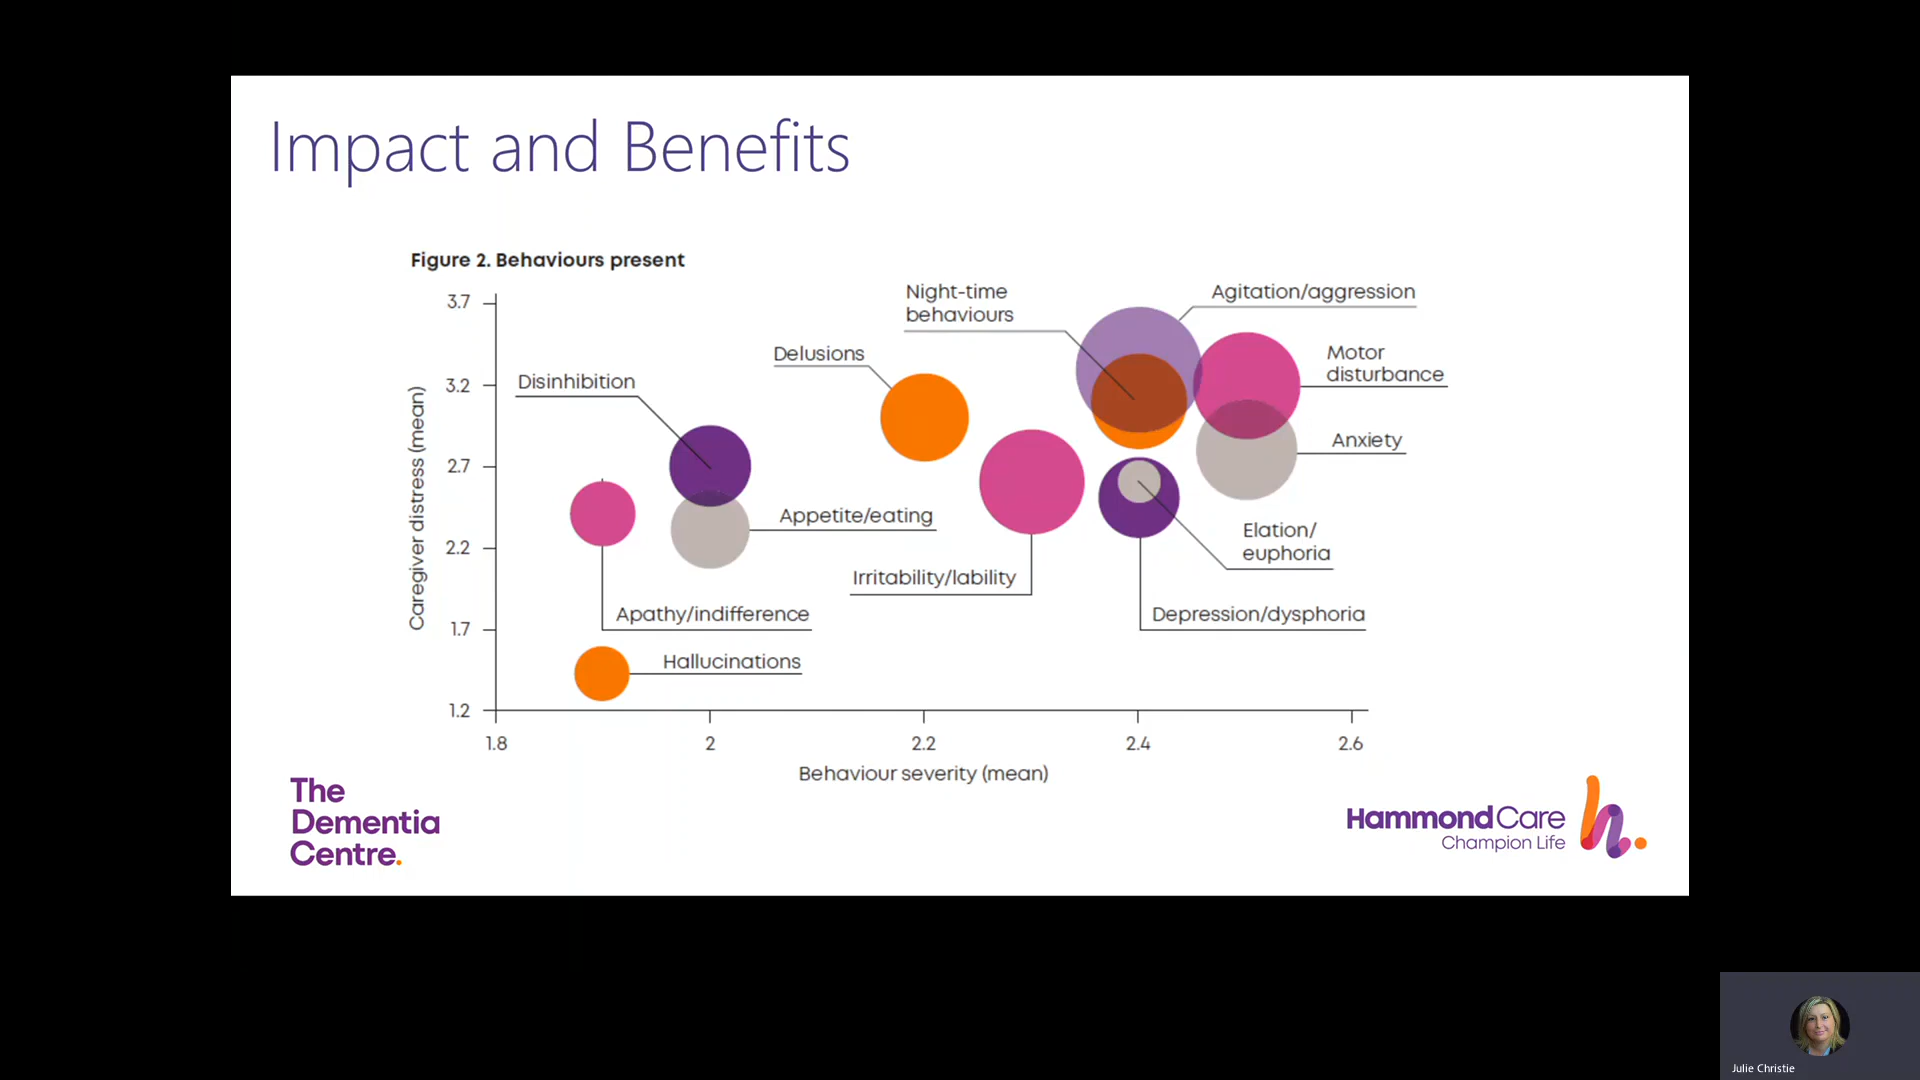 Impact and Benefits
Figure 2. Behaviours present
Night-time
behaviours
Agitation/aggression
Delusions
Motor
disturbance
Disinhibition
Anxiety
Appetite/eating
Elation/
euphoria
Irritability/lability
Apathy/indifference
Depression/dysphoria
Hallucinations
3.7
3.2
2.7
2.2
1.7
1.2
Caregiver distress (mean)
1.8 2 2.2 2.4 2.6
Behaviour severity (mean)
The
Dementia
Centre.
HammondCare
Champion Life
Julie Christie